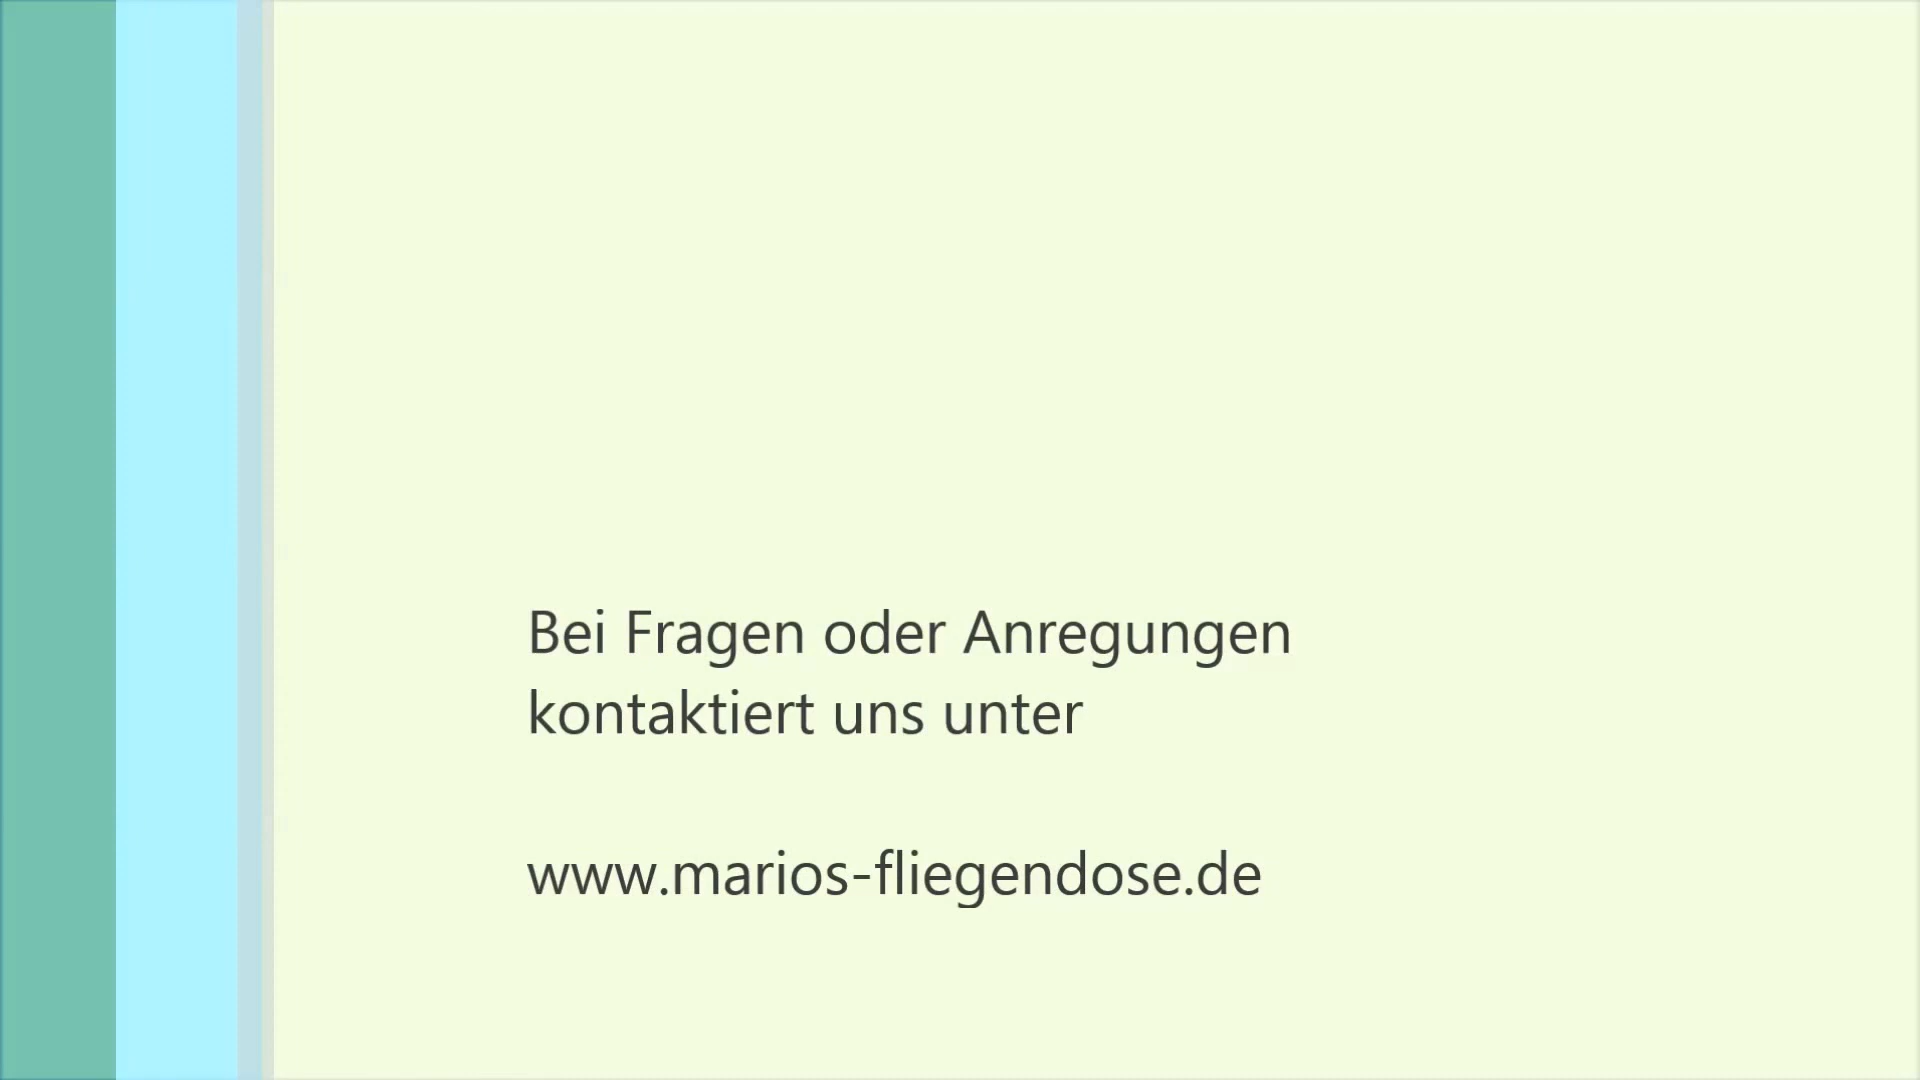 Bei Fragen oder Anregungen
kontaktiert uns unter
www.marios-fliegendose.de